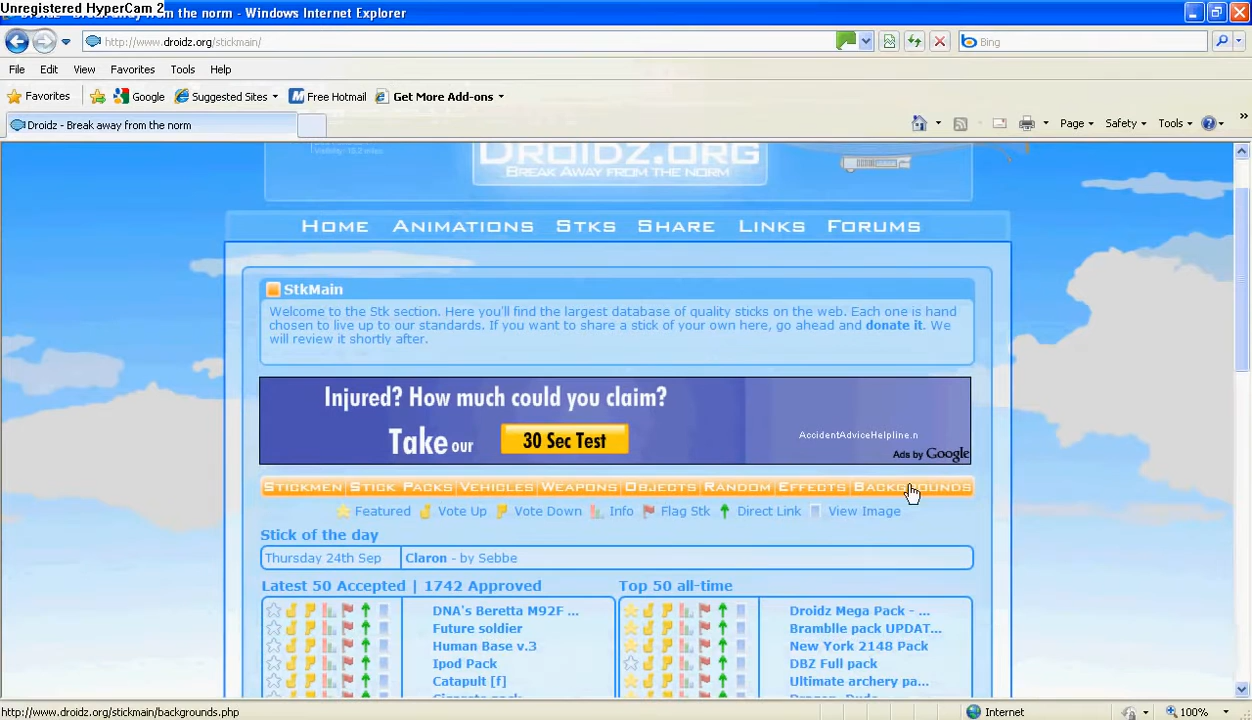 Unregistered HyperCam 2
Droidz - Break away from the norm - Windows Internet Explorer
http://www.droidz.org/stickmain/
Bing
File Edit View Favorites Tools Help
Favorites Google Suggested Sites Free Hotmail Get More Add-ons
Droidz - Break away from the norm
Page Safety Tools
DROIDZ.ORG
BREAK AWAY FROM THE NORM
HOME ANIMATIONS STKS SHARE LINKS FORUMS
StkMain
Welcome to the Stk section. Here you'll find the largest database of quality sticks on the web. Each one is hand
chosen to live up to our standards. If you want to share a stick of your own here, go ahead and donate it. We
will review it shortly after.
Injured? How much could you claim?
Take our 30 Sec Test
AccidentAdviceHelpline.n
Ads by Google
STICKMEN STICK PACKS VEHICLES WEAPONS OBJECTS RANDOM EFFECTS BACKGROUNDS
Featured Vote Up Vote Down Info Flag Stk Direct Link View Image
Stick of the day
Thursday 24th Sep Claron - by Sebbe
Latest 50 Accepted | 1742 Approved Top 50 all-time
DNA's Beretta M92F ... Droidz Mega Pack - ...
Future soldier Bramblle pack UPDAT...
Human Base v.3 New York 2148 Pack
Ipod Pack DBZ Full pack
Catapult [f] Ultimate archery pa...
http://www.droidz.org/stickmain/backgrounds.php
Internet 100%